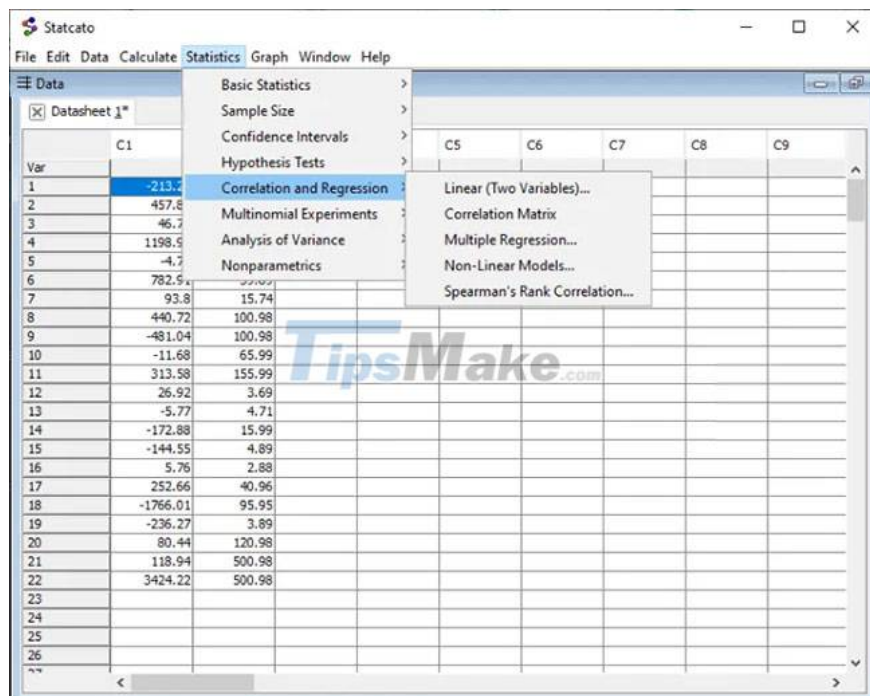 Statcato
File Edit Data Calculate Statistics Graph Window Help
Data
Datasheet 1*
Basic Statistics
Sample Size
Confidence Intervals
Hypothesis Tests
Correlation and Regression
Multinomial Experiments
Analysis of Variance
Nonparametrics
Linear (Two Variables)...
Correlation Matrix
Multiple Regression...
Non-Linear Models...
Spearman's Rank Correlation...
C1 C5 C6 C7 C8 C9
Var
1
2
3
4
5
6
7 93.8 15.74
8 440.72 100.98
9 -481.04 100.98
10 -11.68 65.99
11 313.58 155.99
12 26.92 3.69
13 -5.77 4.71
14 -172.88 15.99
15 -144.55 4.89
16 5.76 2.88
17 252.66 40.96
18 -1766.01 95.95
19 -236.27 3.89
20 80.44 120.98
21 118.94 500.98
22 3424.22 500.98
23
24
25
26
TipsMake.com